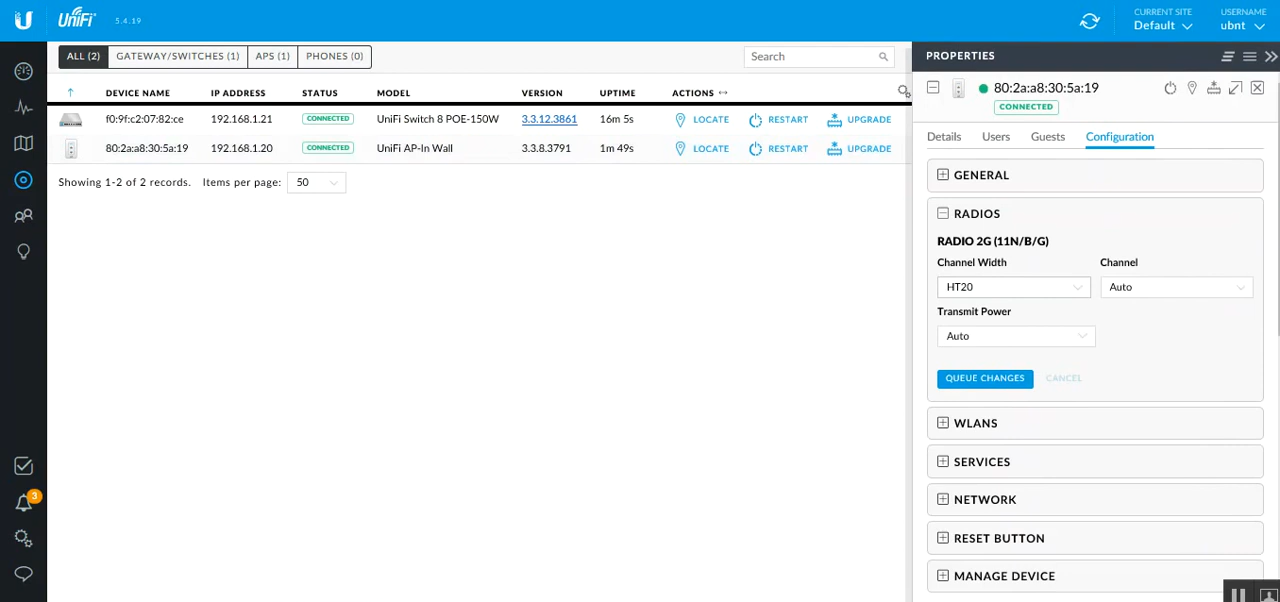 UniFi 5.4.19
CURRENT SITE
Default
USERNAME
ubnt
ALL (2) GATEWAY/SWITCHES (1) APS (1) PHONES (0)
Search
DEVICE NAME IP ADDRESS STATUS MODEL VERSION UPTIME ACTIONS
f0:9f:c2:07:82:ce 192.168.1.21 CONNECTED UniFi Switch 8 POE-150W 3.3.12.3861 16m 5s LOCATE RESTART UPGRADE
80:2a:a8:30:5a:19 192.168.1.20 CONNECTED UniFi AP-In Wall 3.3.8.3791 1m 49s LOCATE RESTART UPGRADE
Showing 1-2 of 2 records. Items per page: 50
3
PROPERTIES
80:2a:a8:30:5a:19
CONNECTED
Details Users Guests Configuration
GENERAL
RADIOS
RADIO 2G (11N/B/G)
Channel Width Channel
HT20 Auto
Transmit Power
Auto
QUEUE CHANGES CANCEL
WLANS
SERVICES
NETWORK
RESET BUTTON
MANAGE DEVICE